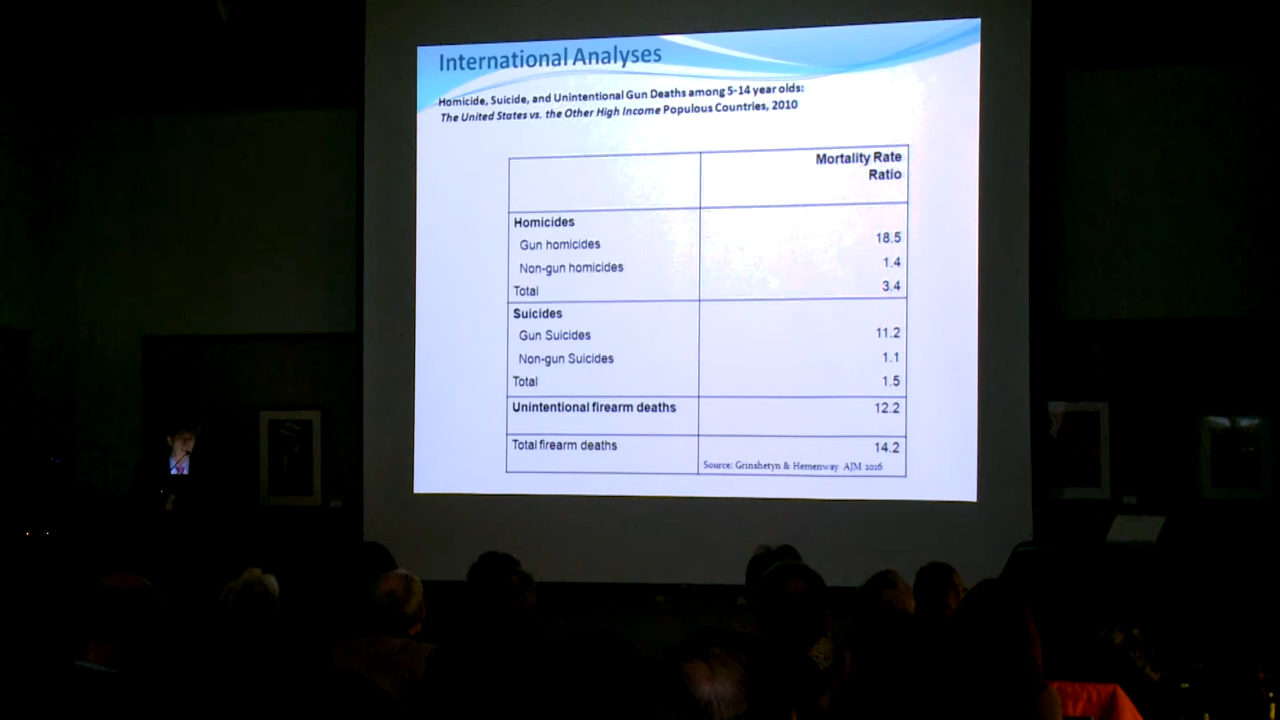 International Analyses
Homicide, Suicide, and Unintentional Gun Deaths among 5-14 year olds:
The United States vs. the Other High Income Populous Countries, 2010
Mortality Rate
Ratio
Homicides
Gun homicides 18.5
Non-gun homicides 1.4
Total 3.4
Suicides
Gun Suicides 11.2
Non-gun Suicides 1.1
Total 1.5
Unintentional firearm deaths 12.2
Total firearm deaths 14.2
Source: Grinshetyn & Hemenway AJM 2016